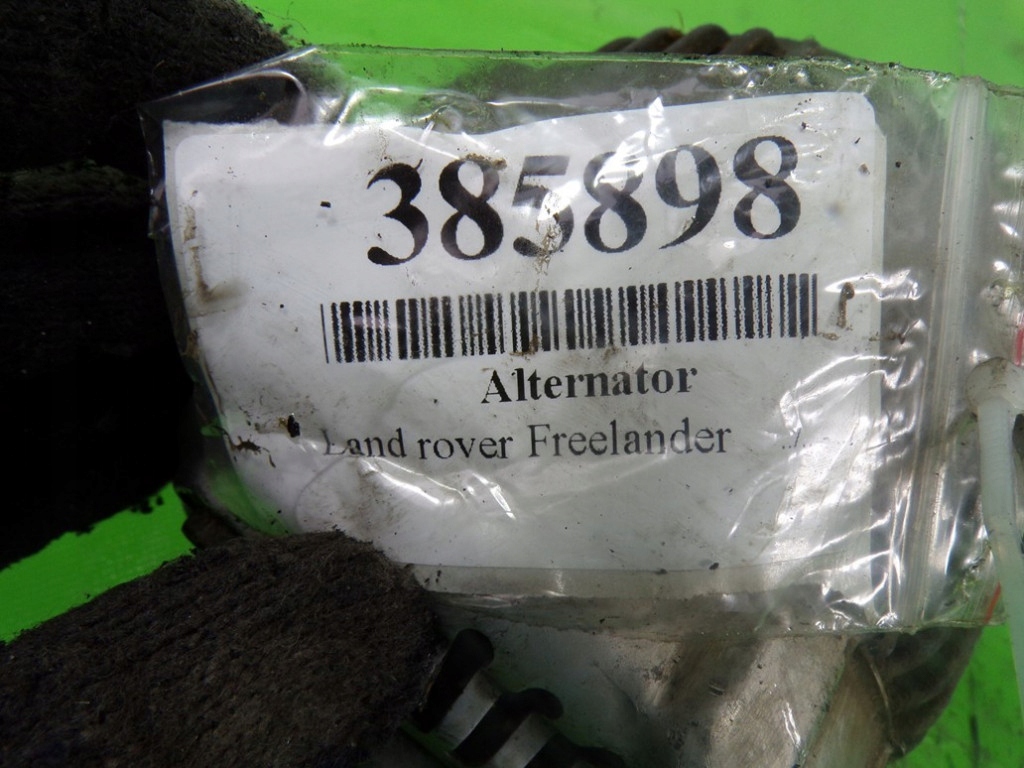 385898
Alternator
Land rover Freelander